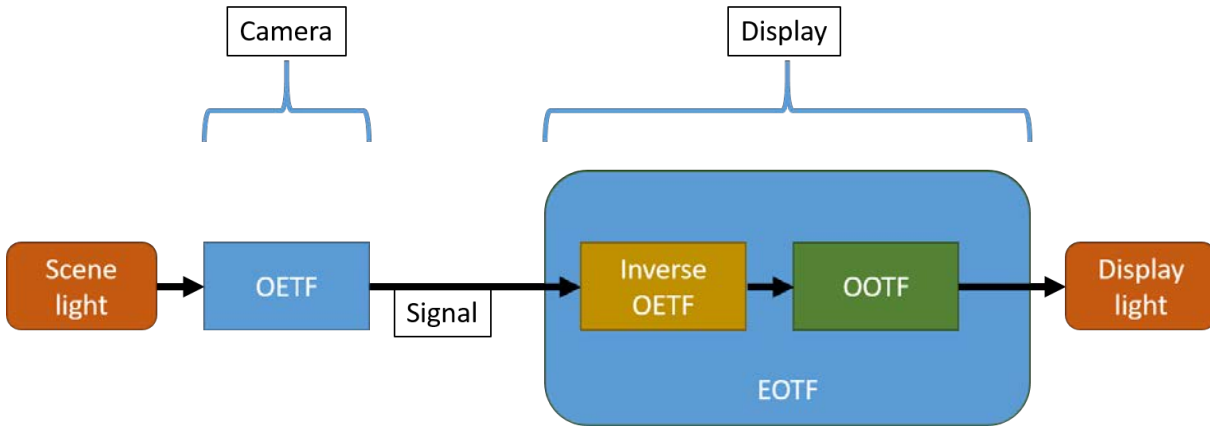 Camera
Display
Scene
light
OETF
Signal
Inverse
OETF
OOTF
EOTF
Display
light